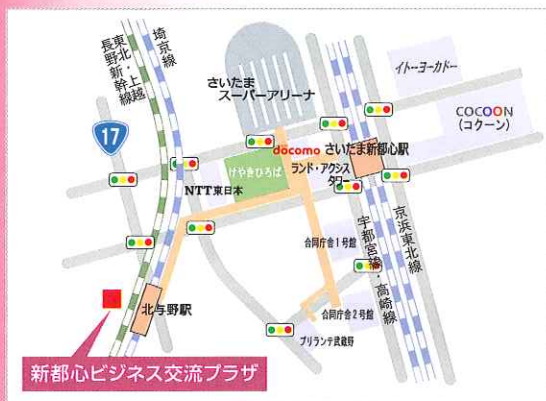 東北・上越
長野新・幹線
埼京線
17
さいたま
スーパーアリーナ
イトーヨーカドー
COCOON
(コクーン)
docomo
さいたま新都心駅
ランド・アクシス
タワー
けやきひろば
NTT東日本
合同庁舎1号館
宇都宮線・高崎線
京浜東北線
北与野駅
合同庁舎2号館
ブリランテ武蔵野
新都心ビジネス交流プラザ